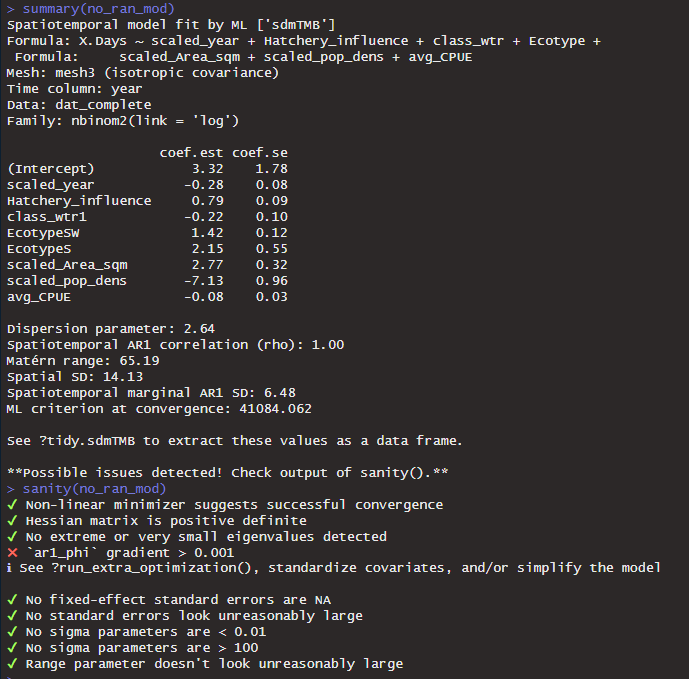 > summary(no_ran_mod)
Spatiotemporal model fit by ML ['sdmTMB']
Formula: X.Days ~ scaled_year + Hatchery_influence + class_wtr + Ecotype +
 Formula:     scaled_Area_sqm + scaled_pop_dens + avg_CPUE
Mesh: mesh3 (isotropic covariance)
Time column: year
Data: dat_complete
Family: nbinom2(link = 'log')

                   coef.est coef.se
(Intercept)            3.32    1.78
scaled_year           -0.28    0.08
Hatchery_influence     0.79    0.09
class_wtr1            -0.22    0.10
EcotypeSW              1.42    0.12
EcotypeS               2.15    0.55
scaled_Area_sqm        2.77    0.32
scaled_pop_dens       -7.13    0.96
avg_CPUE              -0.08    0.03

Dispersion parameter: 2.64
Spatiotemporal AR1 correlation (rho): 1.00
Matérn range: 65.19
Spatial SD: 14.13
Spatiotemporal marginal AR1 SD: 6.48
ML criterion at convergence: 41084.062

See ?tidy.sdmTMB to extract these values as a data frame.

**Possible issues detected! Check output of sanity().**
> sanity(no_ran_mod)
✔ Non-linear minimizer suggests successful convergence
✔ Hessian matrix is positive definite
✔ No extreme or very small eigenvalues detected
✖ `ar1_phi` gradient > 0.001
ℹ See ?run_extra_optimization(), standardize covariates, and/or simplify the model

✔ No fixed-effect standard errors are NA
✔ No standard errors look unreasonably large
✔ No sigma parameters are < 0.01
✔ No sigma parameters are > 100
✔ Range parameter doesn't look unreasonably large